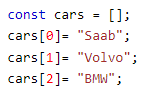 const cars = [];
cars[0]= "Saab";
cars[1]= "Volvo";
cars[2]= "BMW";